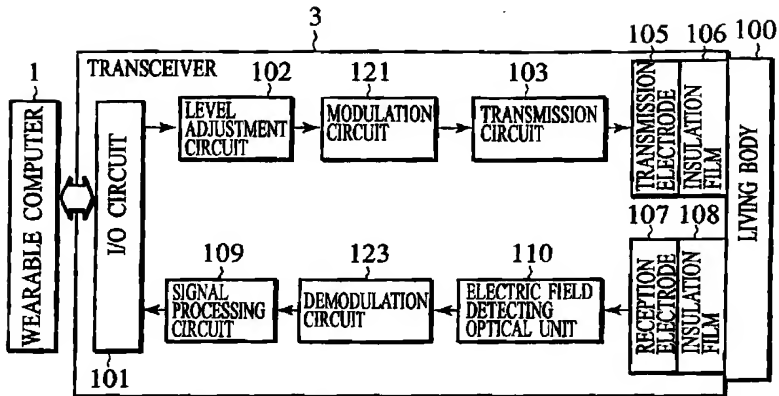 3
1
TRANSCEIVER
102
121
103
105
106
100
WEARABLE COMPUTER
I/O CIRCUIT
LEVEL
ADJUSTMENT
CIRCUIT
MODULATION
CIRCUIT
TRANSMISSION
CIRCUIT
TRANSMISSION
ELECTRODE
INSULATION
FILM
LIVING BODY
109
123
110
107
108
SIGNAL
PROCESSING
CIRCUIT
DEMODULATION
CIRCUIT
ELECTRIC FIELD
DETECTING
OPTICAL UNIT
RECEPTION
ELECTRODE
INSULATION
FILM
101